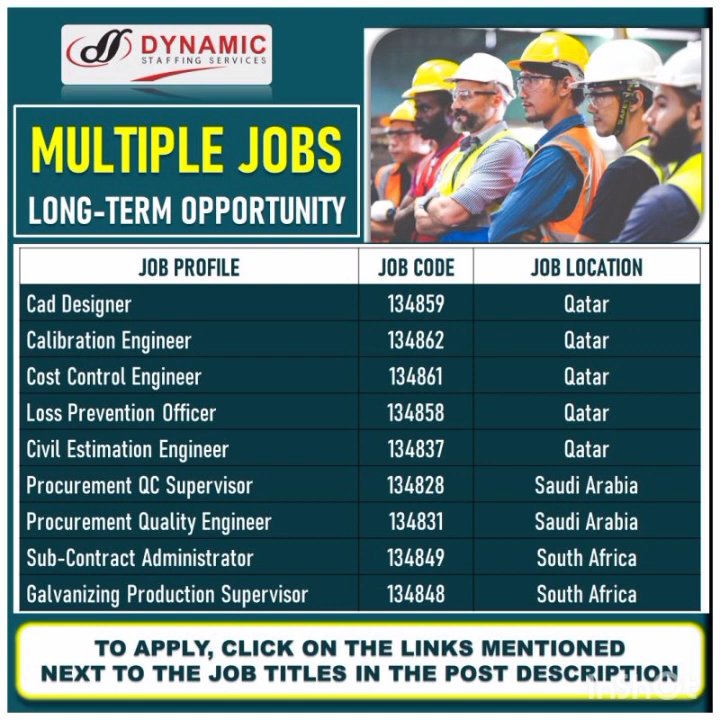 DYNAMIC
STAFFING SERVICES
MULTIPLE JOBS
LONG-TERM OPPORTUNITY
JOB PROFILE JOB CODE JOB LOCATION
Cad Designer 134859 Qatar
Calibration Engineer 134862 Qatar
Cost Control Engineer 134861 Qatar
Loss Prevention Officer 134858 Qatar
Civil Estimation Engineer 134837 Qatar
Procurement QC Supervisor 134828 Saudi Arabia
Procurement Quality Engineer 134831 Saudi Arabia
Sub-Contract Administrator 134849 South Africa
Galvanizing Production Supervisor 134848 South Africa
TO APPLY, CLICK ON THE LINKS MENTIONED
NEXT TO THE JOB TITLES IN THE POST DESCRIPTION